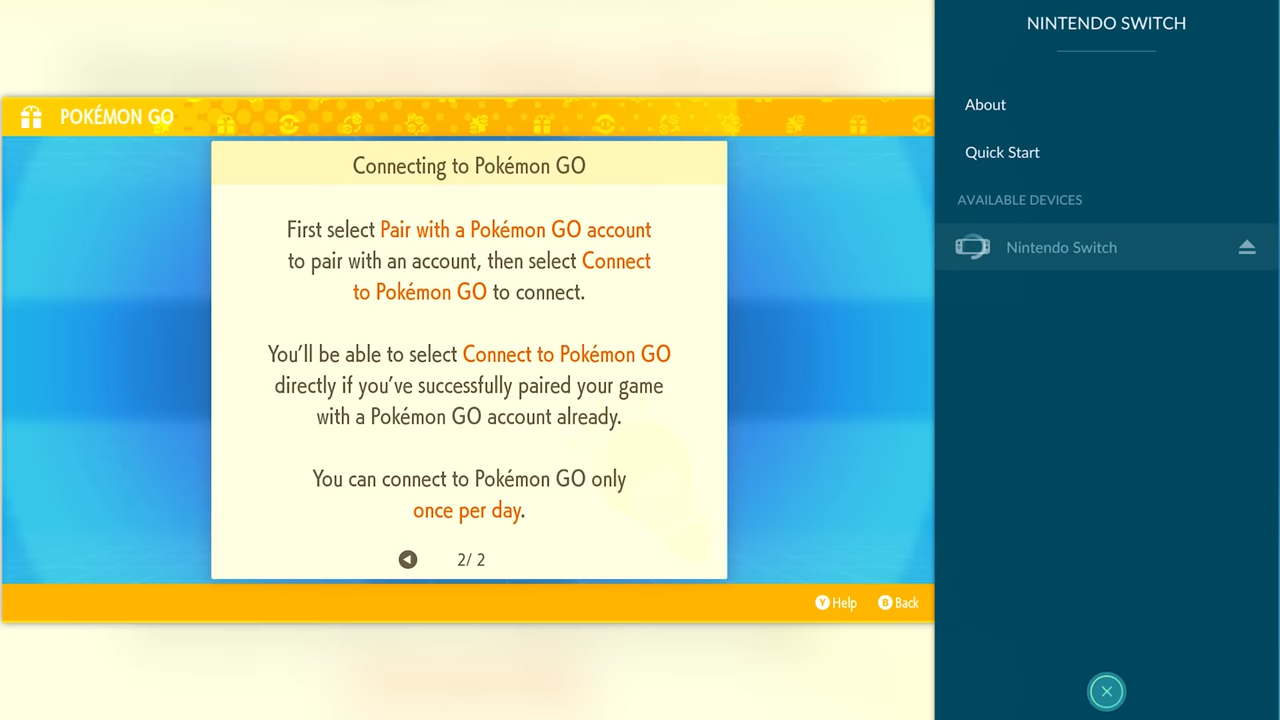 POKÉMON GO
Connecting to Pokémon GO
First select Pair with a Pokémon GO account
to pair with an account, then select Connect
to Pokémon GO to connect.
You'll be able to select Connect to Pokémon GO
directly if you've successfully paired your game
with a Pokémon GO account already.
You can connect to Pokémon GO only
once per day.
2/ 2
Y Help
B Back
NINTENDO SWITCH
About
Quick Start
AVAILABLE DEVICES
Nintendo Switch